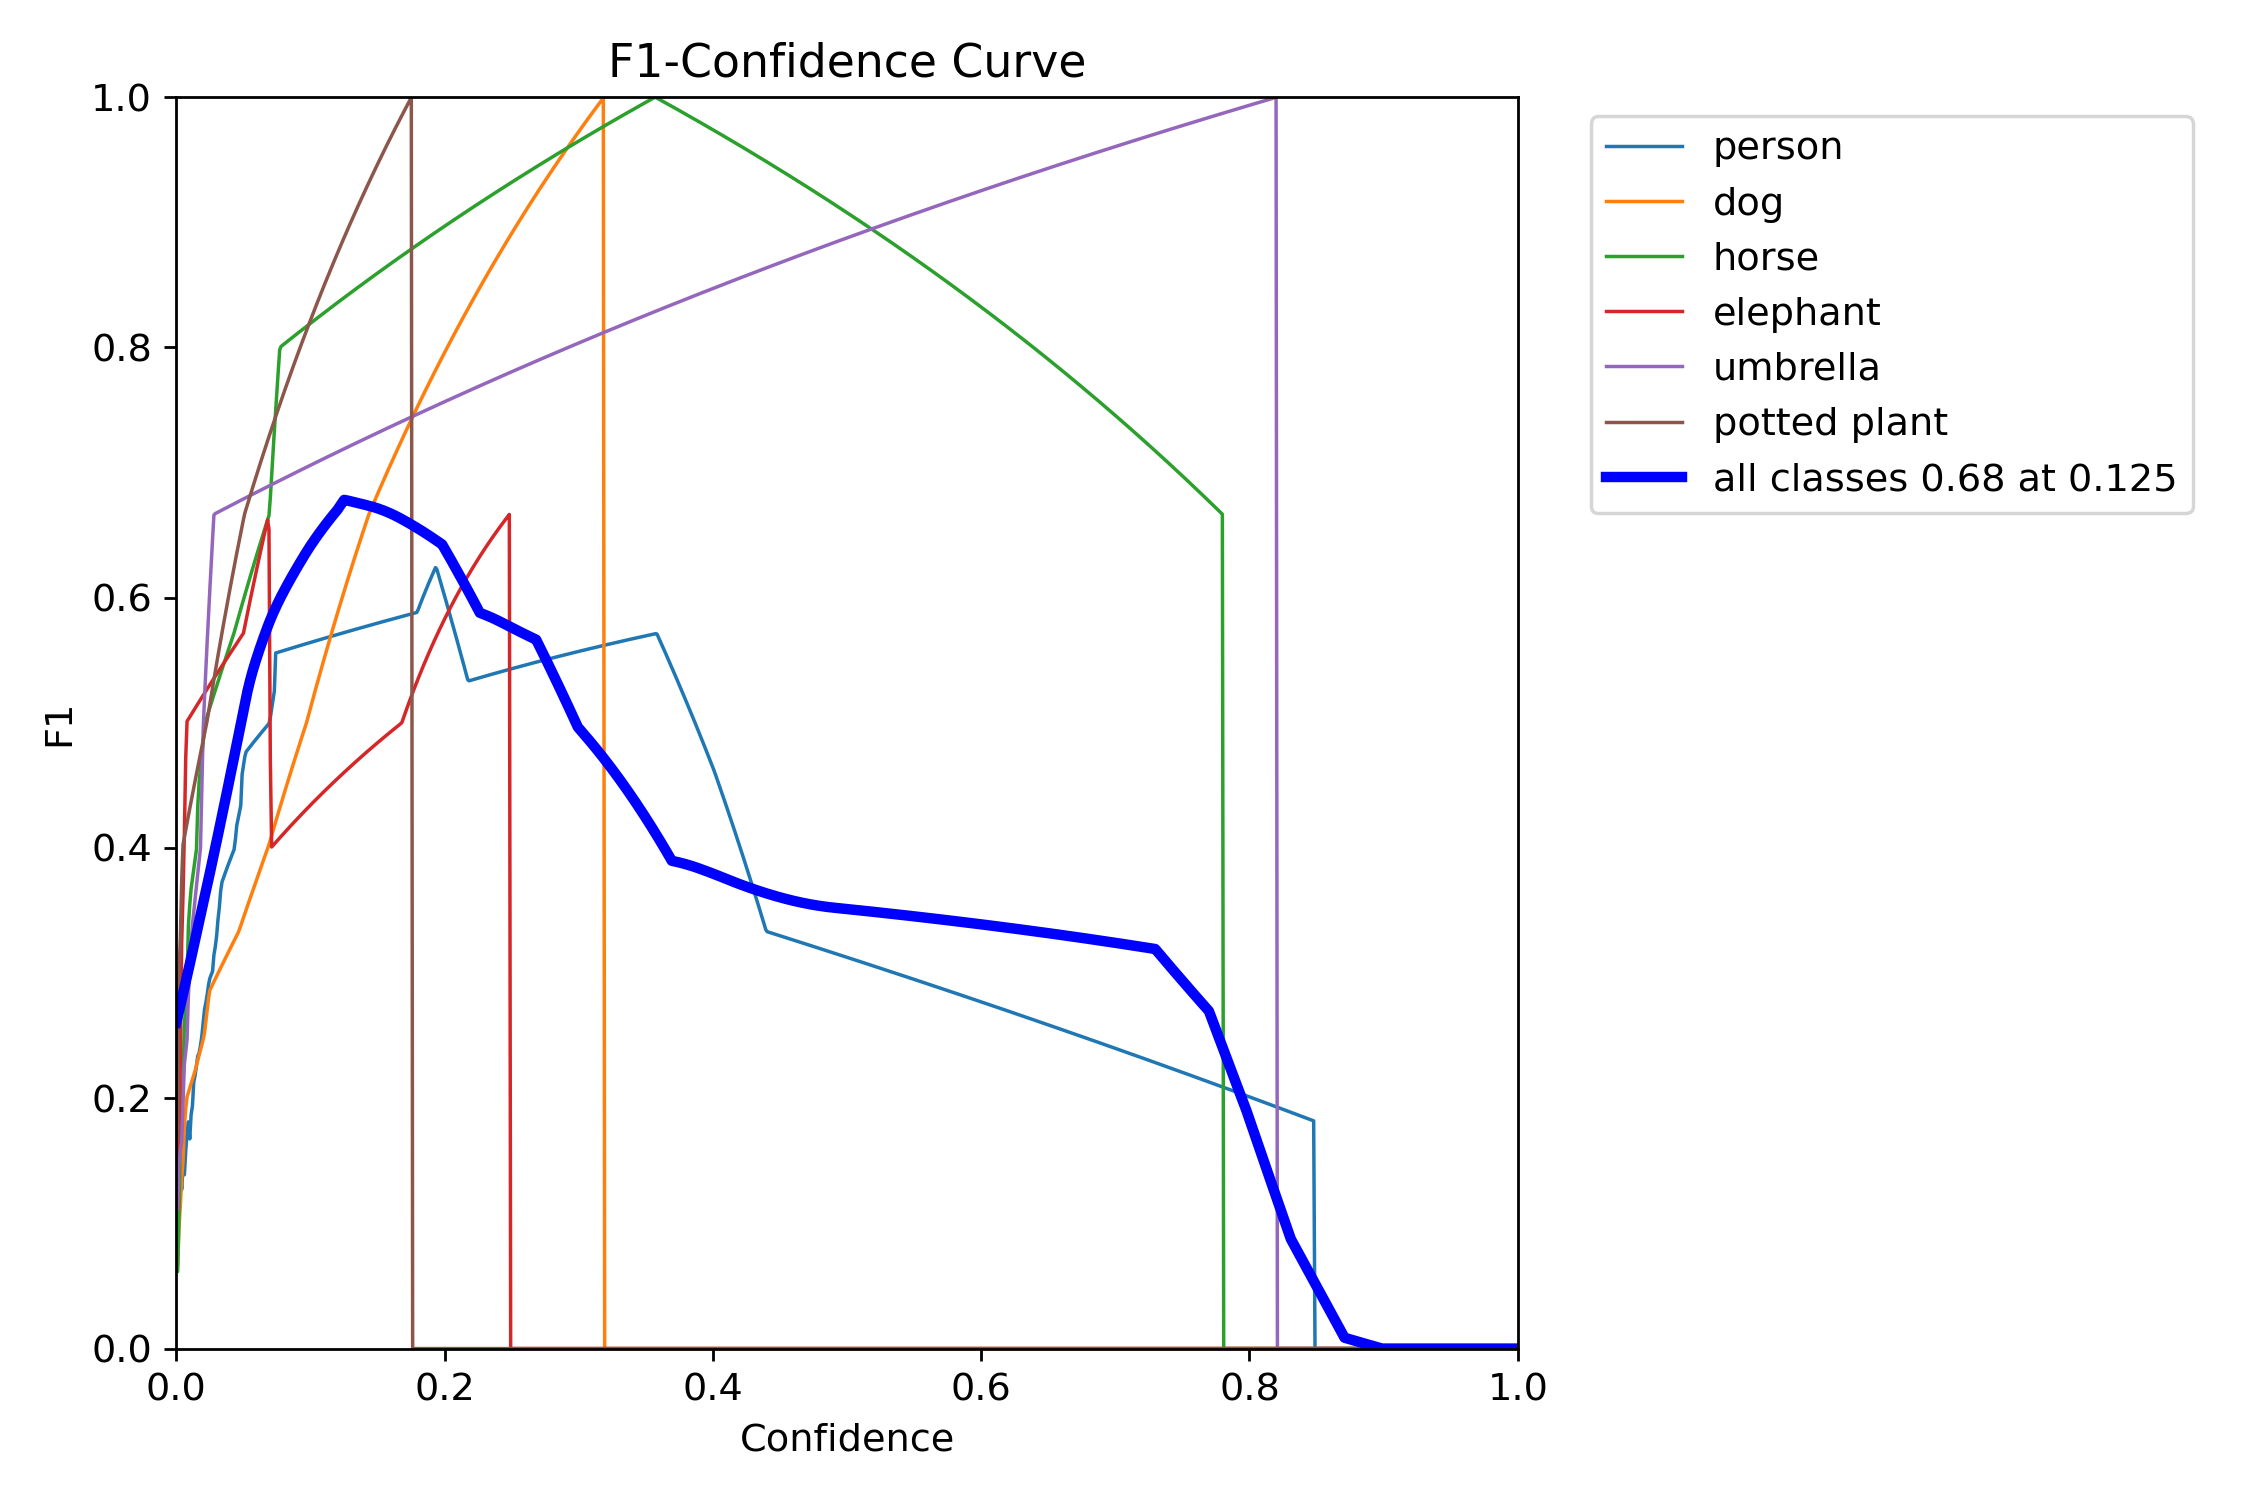 F1-Confidence Curve
1.0
0.8
0.6
0.4
0.2
0.0
F1
0.0 0.2 0.4 0.6 0.8 1.0
Confidence
person
dog
horse
elephant
umbrella
potted plant
all classes 0.68 at 0.125